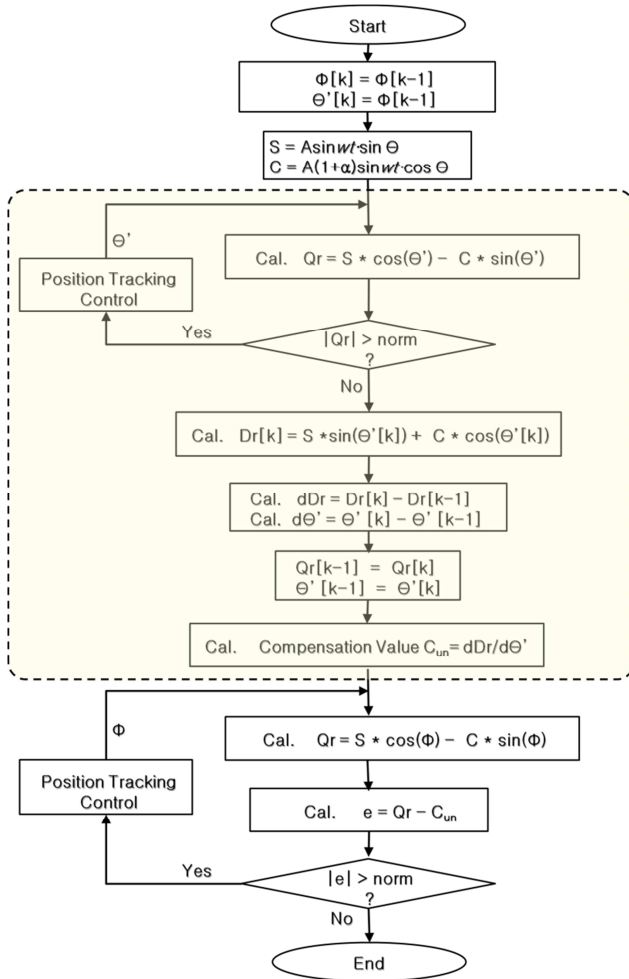 Start
Φ[k] = Φ[k−1]
Θ’[k] = Φ[k−1]
S = Asinwt·sin Θ
C = A(1+α)sinwt·cos Θ
Θ’
Position Tracking
Control
Cal. Qr = S * cos(Θ’) − C * sin(Θ’)
Yes
|Qr| > norm
?
No
Cal. Dr[k] = S *sin(Θ’[k]) + C * cos(Θ’[k])
Cal. dDr = Dr[k] − Dr[k−1]
Cal. dΘ’ = Θ’ [k] − Θ’ [k−1]
Qr[k−1] = Qr[k]
Θ’ [k−1] = Θ’[k]
Cal. Compensation Value Cun= dDr/dΘ’
Φ
Position Tracking
Control
Cal. Qr = S * cos(Φ) − C * sin(Φ)
Cal. e = Qr − Cun
Yes
|e| > norm
?
No
End